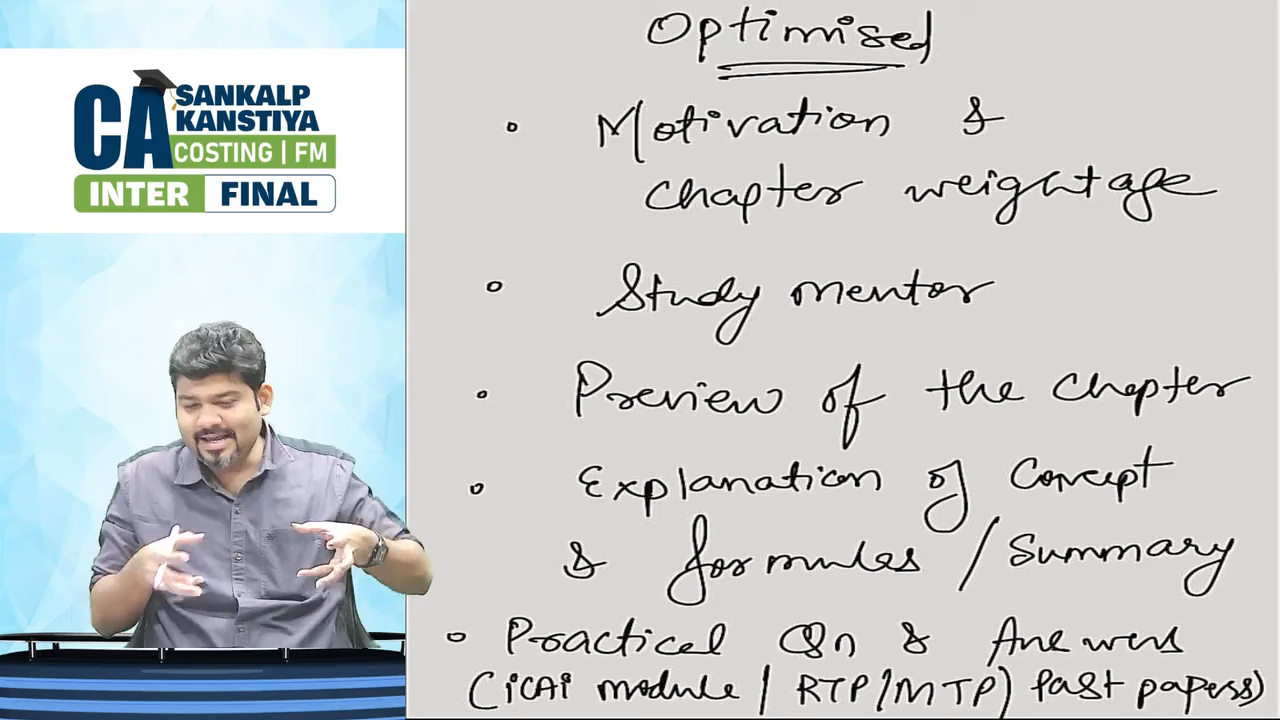 CA SANKALP
KANSTIYA
COSTING | FM
INTER FINAL
Optimised
• Motivation &
chapter weightage
• Study mentor
• Preview of the chapter
• Explanation of Concept
& formules / Summary
• Practical Qn & Answers
(iCAi module / RTP/MTP) Past papers)